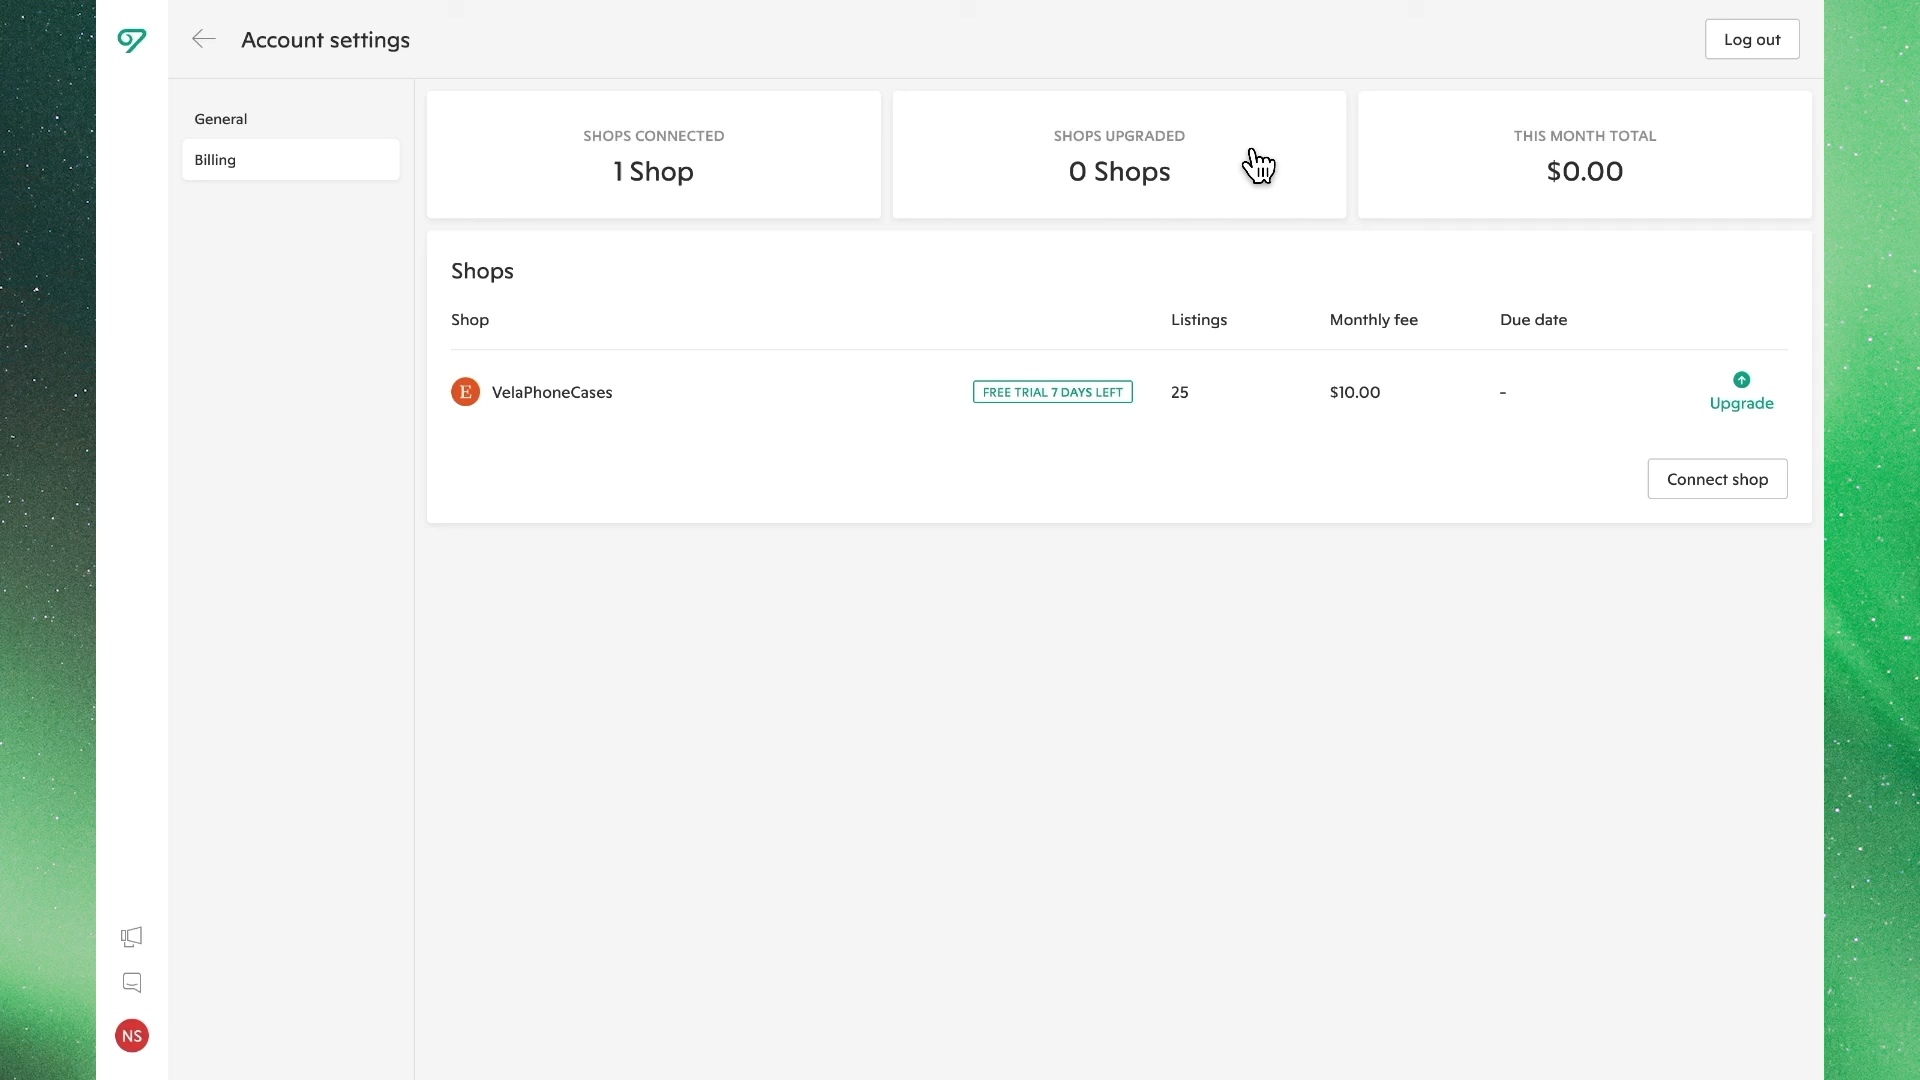 Account settings
Log out
General
Billing
SHOPS CONNECTED
1 Shop
SHOPS UPGRADED
0 Shops
THIS MONTH TOTAL
$0.00
Shops
Shop Listings Monthly fee Due date
E VelaPhoneCases FREE TRIAL 7 DAYS LEFT 25 $10.00 -
Upgrade
Connect shop
NS